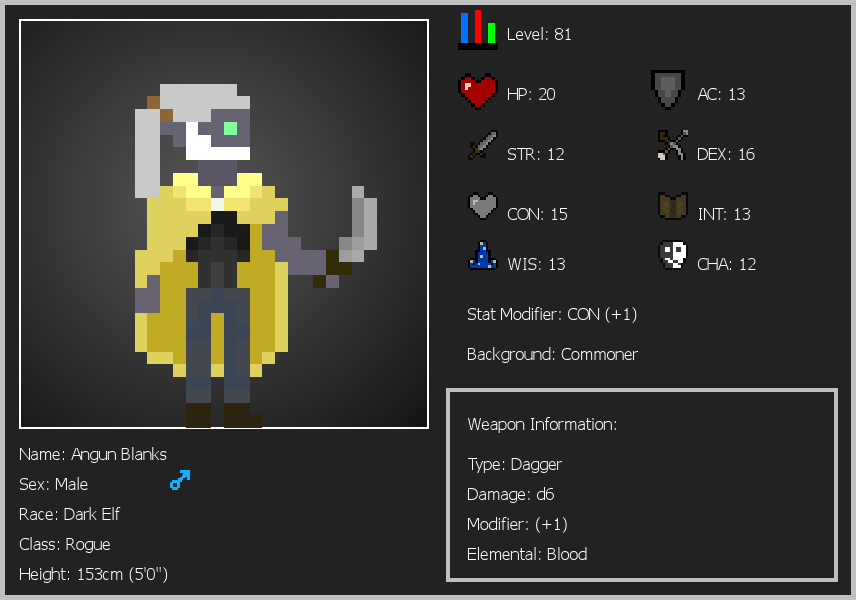 Level: 81
HP: 20
AC: 13
STR: 12
DEX: 16
CON: 15
INT: 13
WIS: 13
CHA: 12
Stat Modifier: CON (+1)
Background: Commoner
Weapon Information:
Type: Dagger
Damage: d6
Modifier: (+1)
Elemental: Blood
Name: Angun Blanks
Sex: Male
Race: Dark Elf
Class: Rogue
Height: 153cm (5'0")